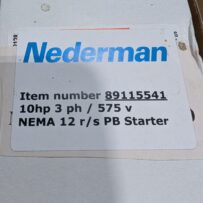 Nederman
Item number 89115541
10hp 3 ph / 575 v
NEMA 12 r/s PB Starter